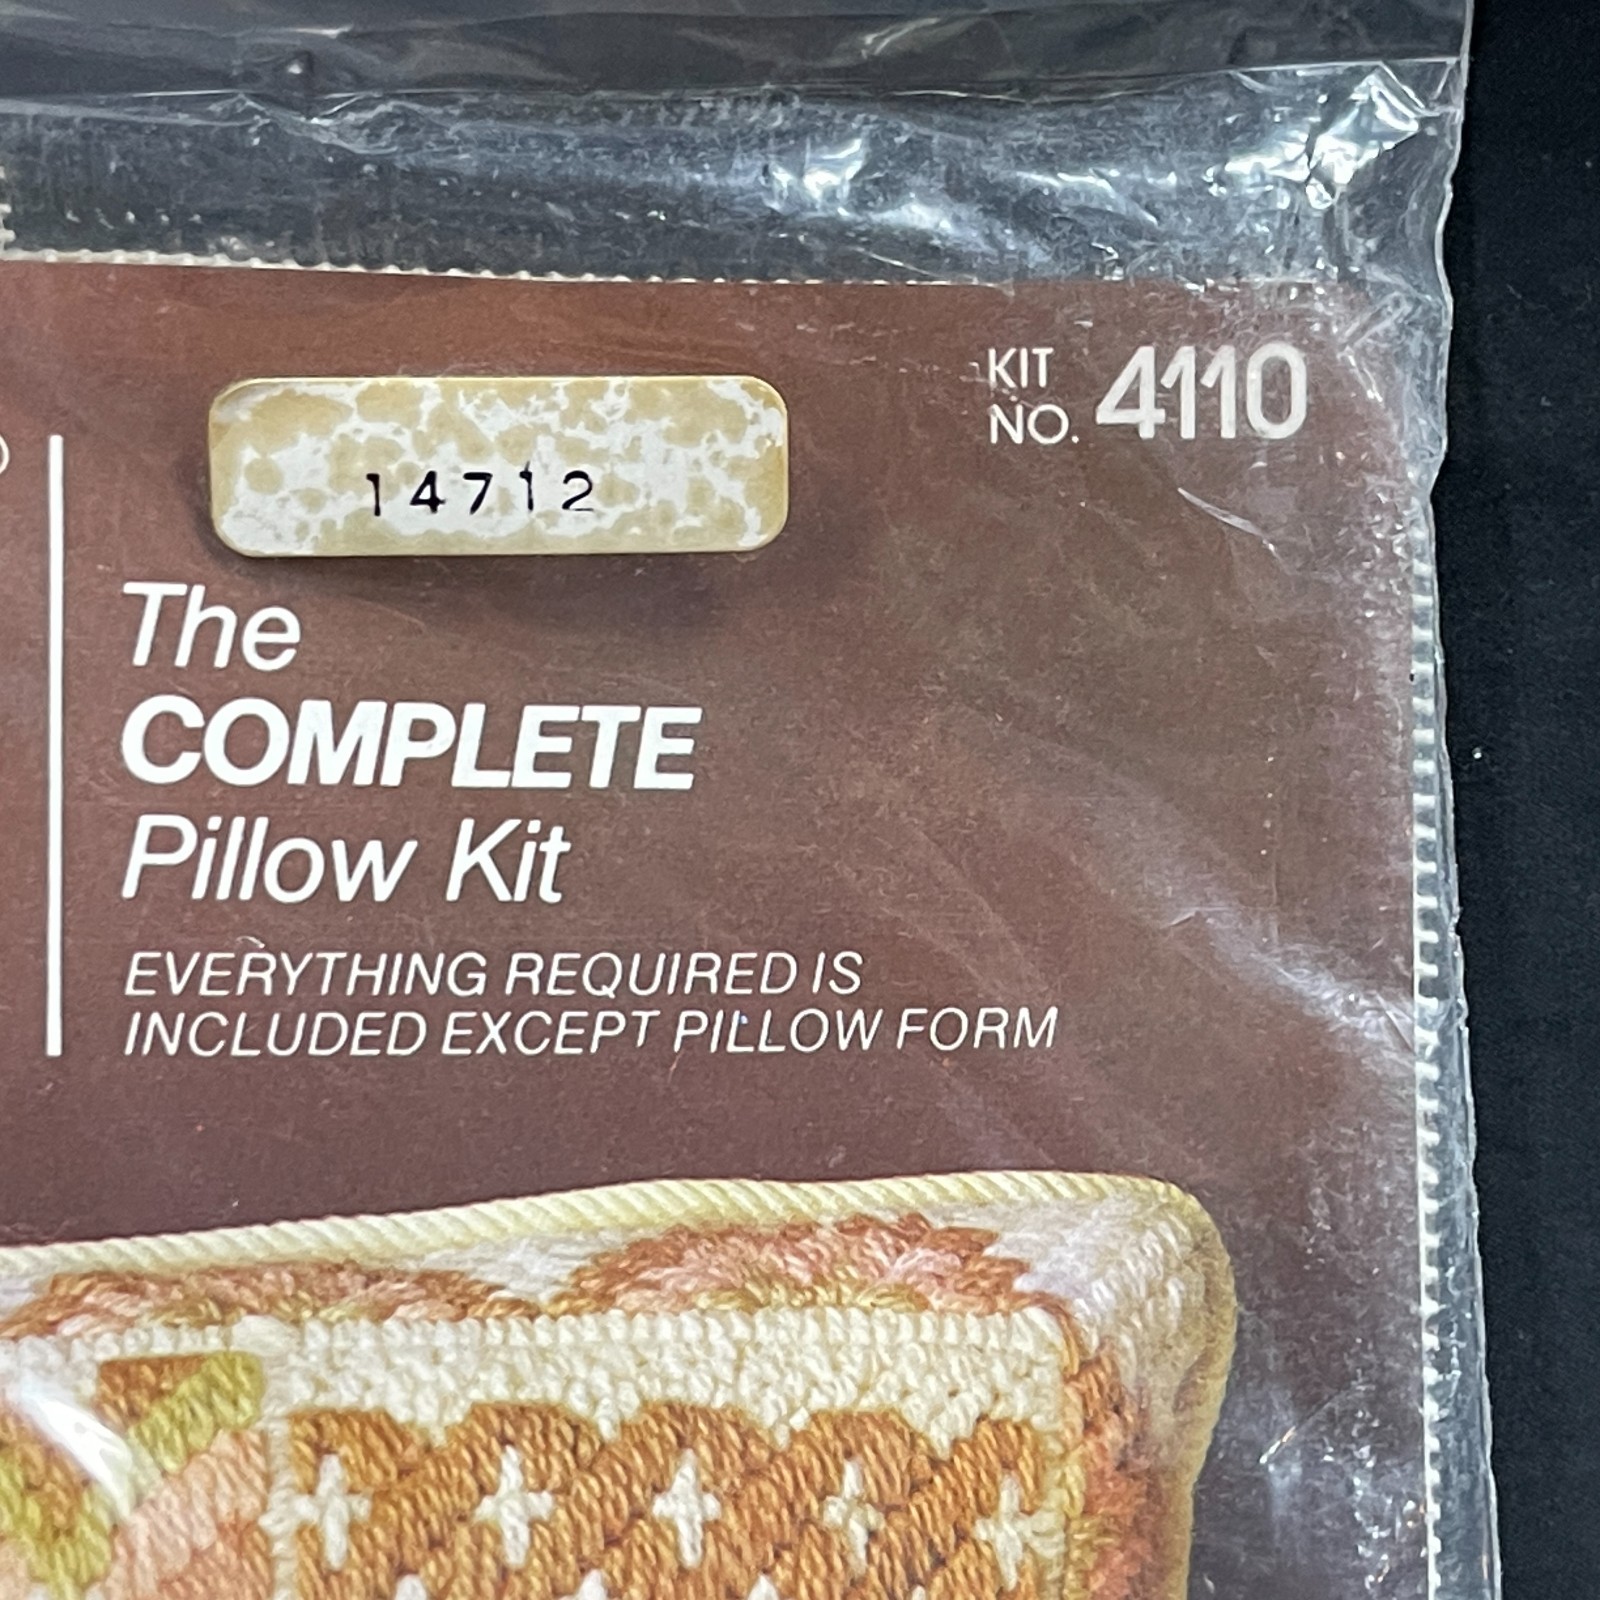 KIT
NO. 4110
14712
The
COMPLETE
Pillow Kit
EVERYTHING REQUIRED IS
INCLUDED EXCEPT PILLOW FORM